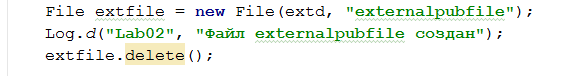 File extfile = new File(extd, "externalpubfile");
Log.d("Lab02", "Файл externalpubfile создан");
extfile.delete();